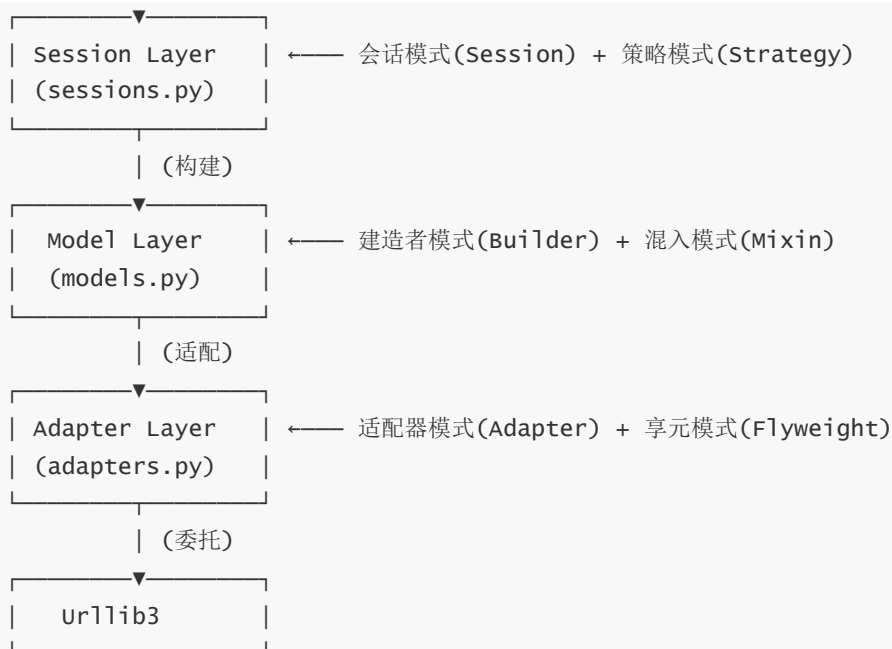 Session Layer ←—— 会话模式(Session) + 策略模式(Strategy)
(sessions.py)
(构建)
Model Layer ←—— 建造者模式(Builder) + 混入模式(Mixin)
(models.py)
(适配)
Adapter Layer ←—— 适配器模式(Adapter) + 享元模式(Flyweight)
(adapters.py)
(委托)
Urllib3